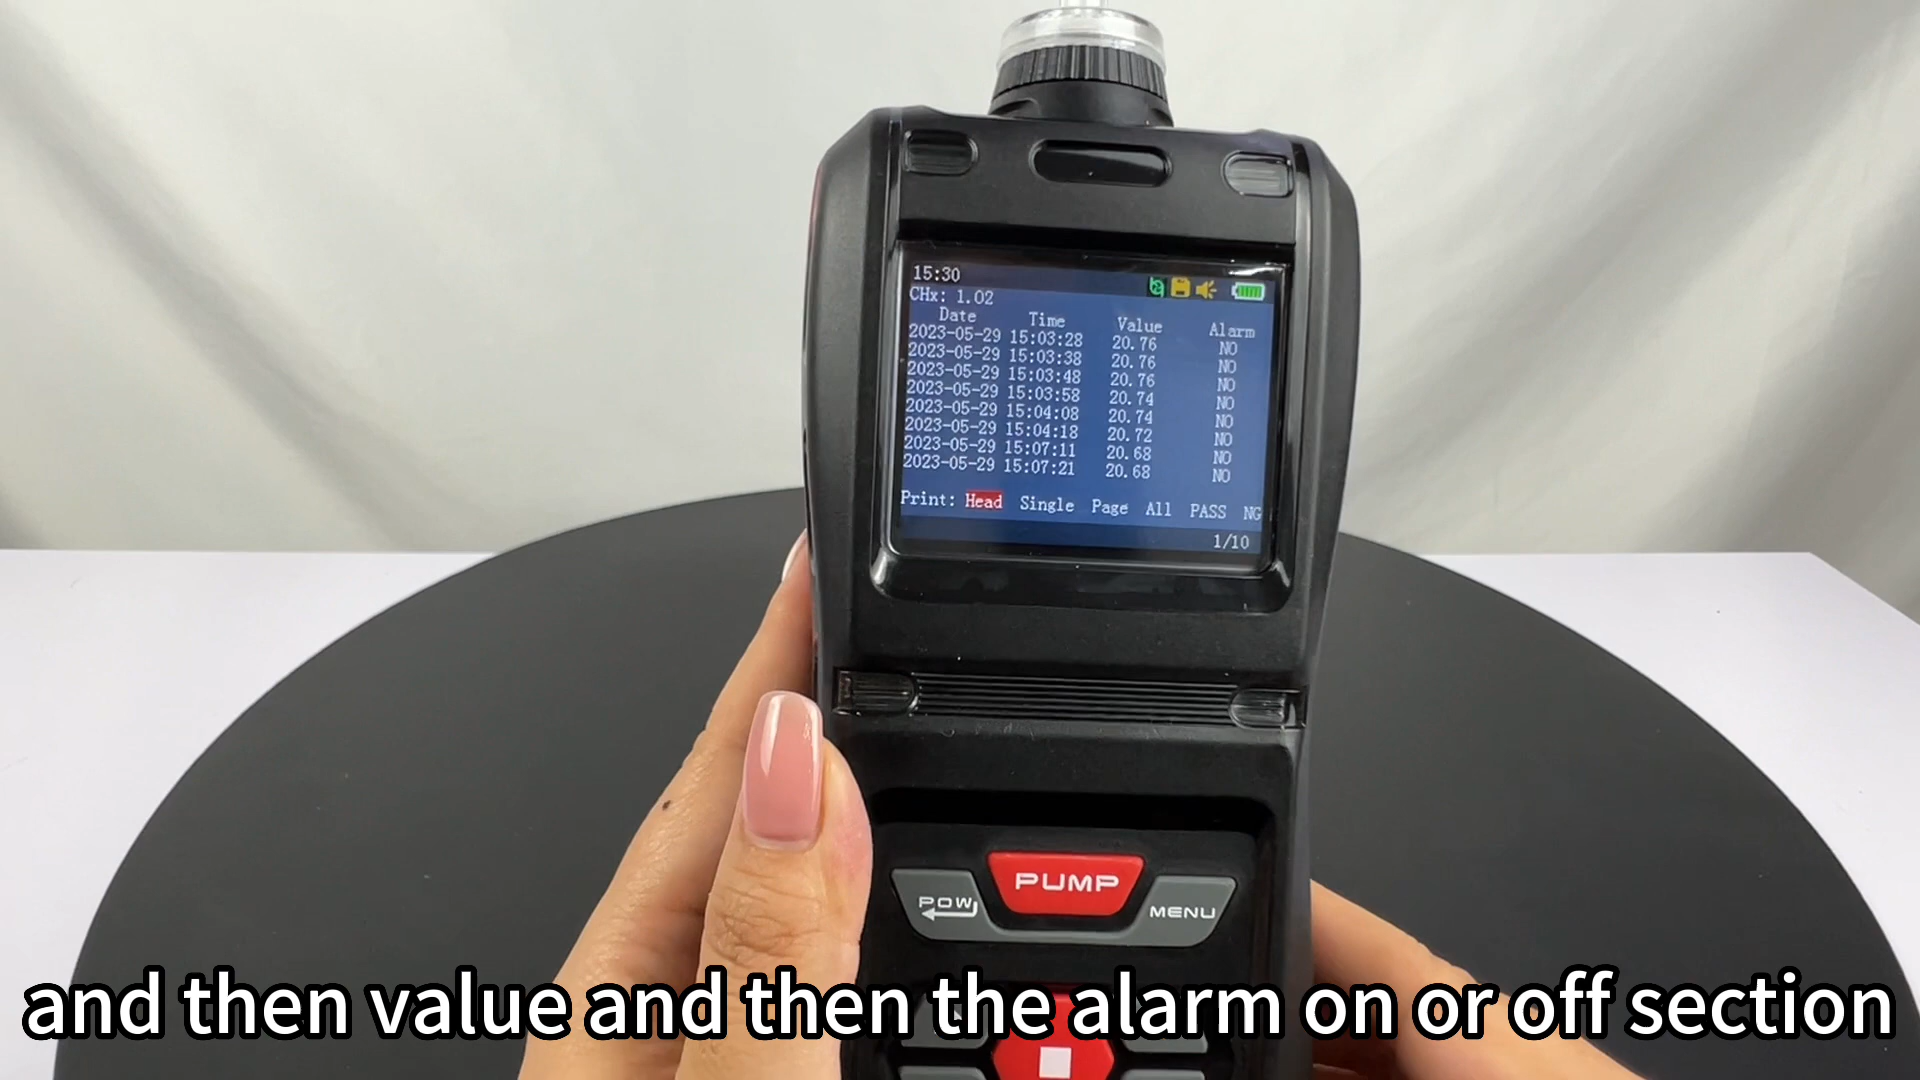 15:30
CHx: 1.02
Date Time Value Alarm
2023-05-29 15:03:28 20.76 NO
2023-05-29 15:03:38 20.76 NO
2023-05-29 15:03:48 20.76 NO
2023-05-29 15:03:58 20.74 NO
2023-05-29 15:04:08 20.74 NO
2023-05-29 15:04:18 20.72 NO
2023-05-29 15:07:11 20.68 NO
2023-05-29 15:07:21 20.68 NO
Print: Head Single Page All PASS NG
1/10
PUMP
POW
MENU
and then value and then the alarm on or off section